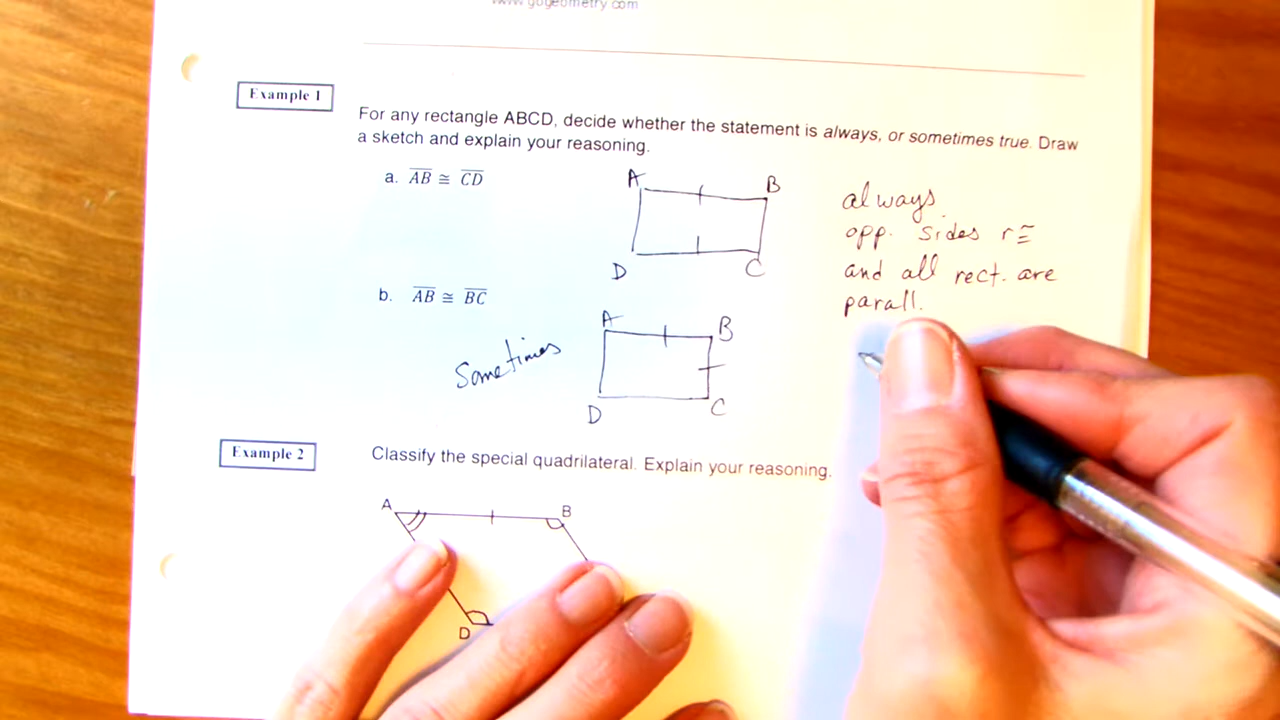 www.gogeometry.com
Example 1
For any rectangle ABCD, decide whether the statement is always, or sometimes true. Draw
a sketch and explain your reasoning.
a. AB ≅ CD
A
B
D
C
always
opp. sides r ≅
and all rect. are
parall.
b. AB ≅ BC
Sometimes
A
B
D
C
Example 2
Classify the special quadrilateral. Explain your reasoning.
A
B
D